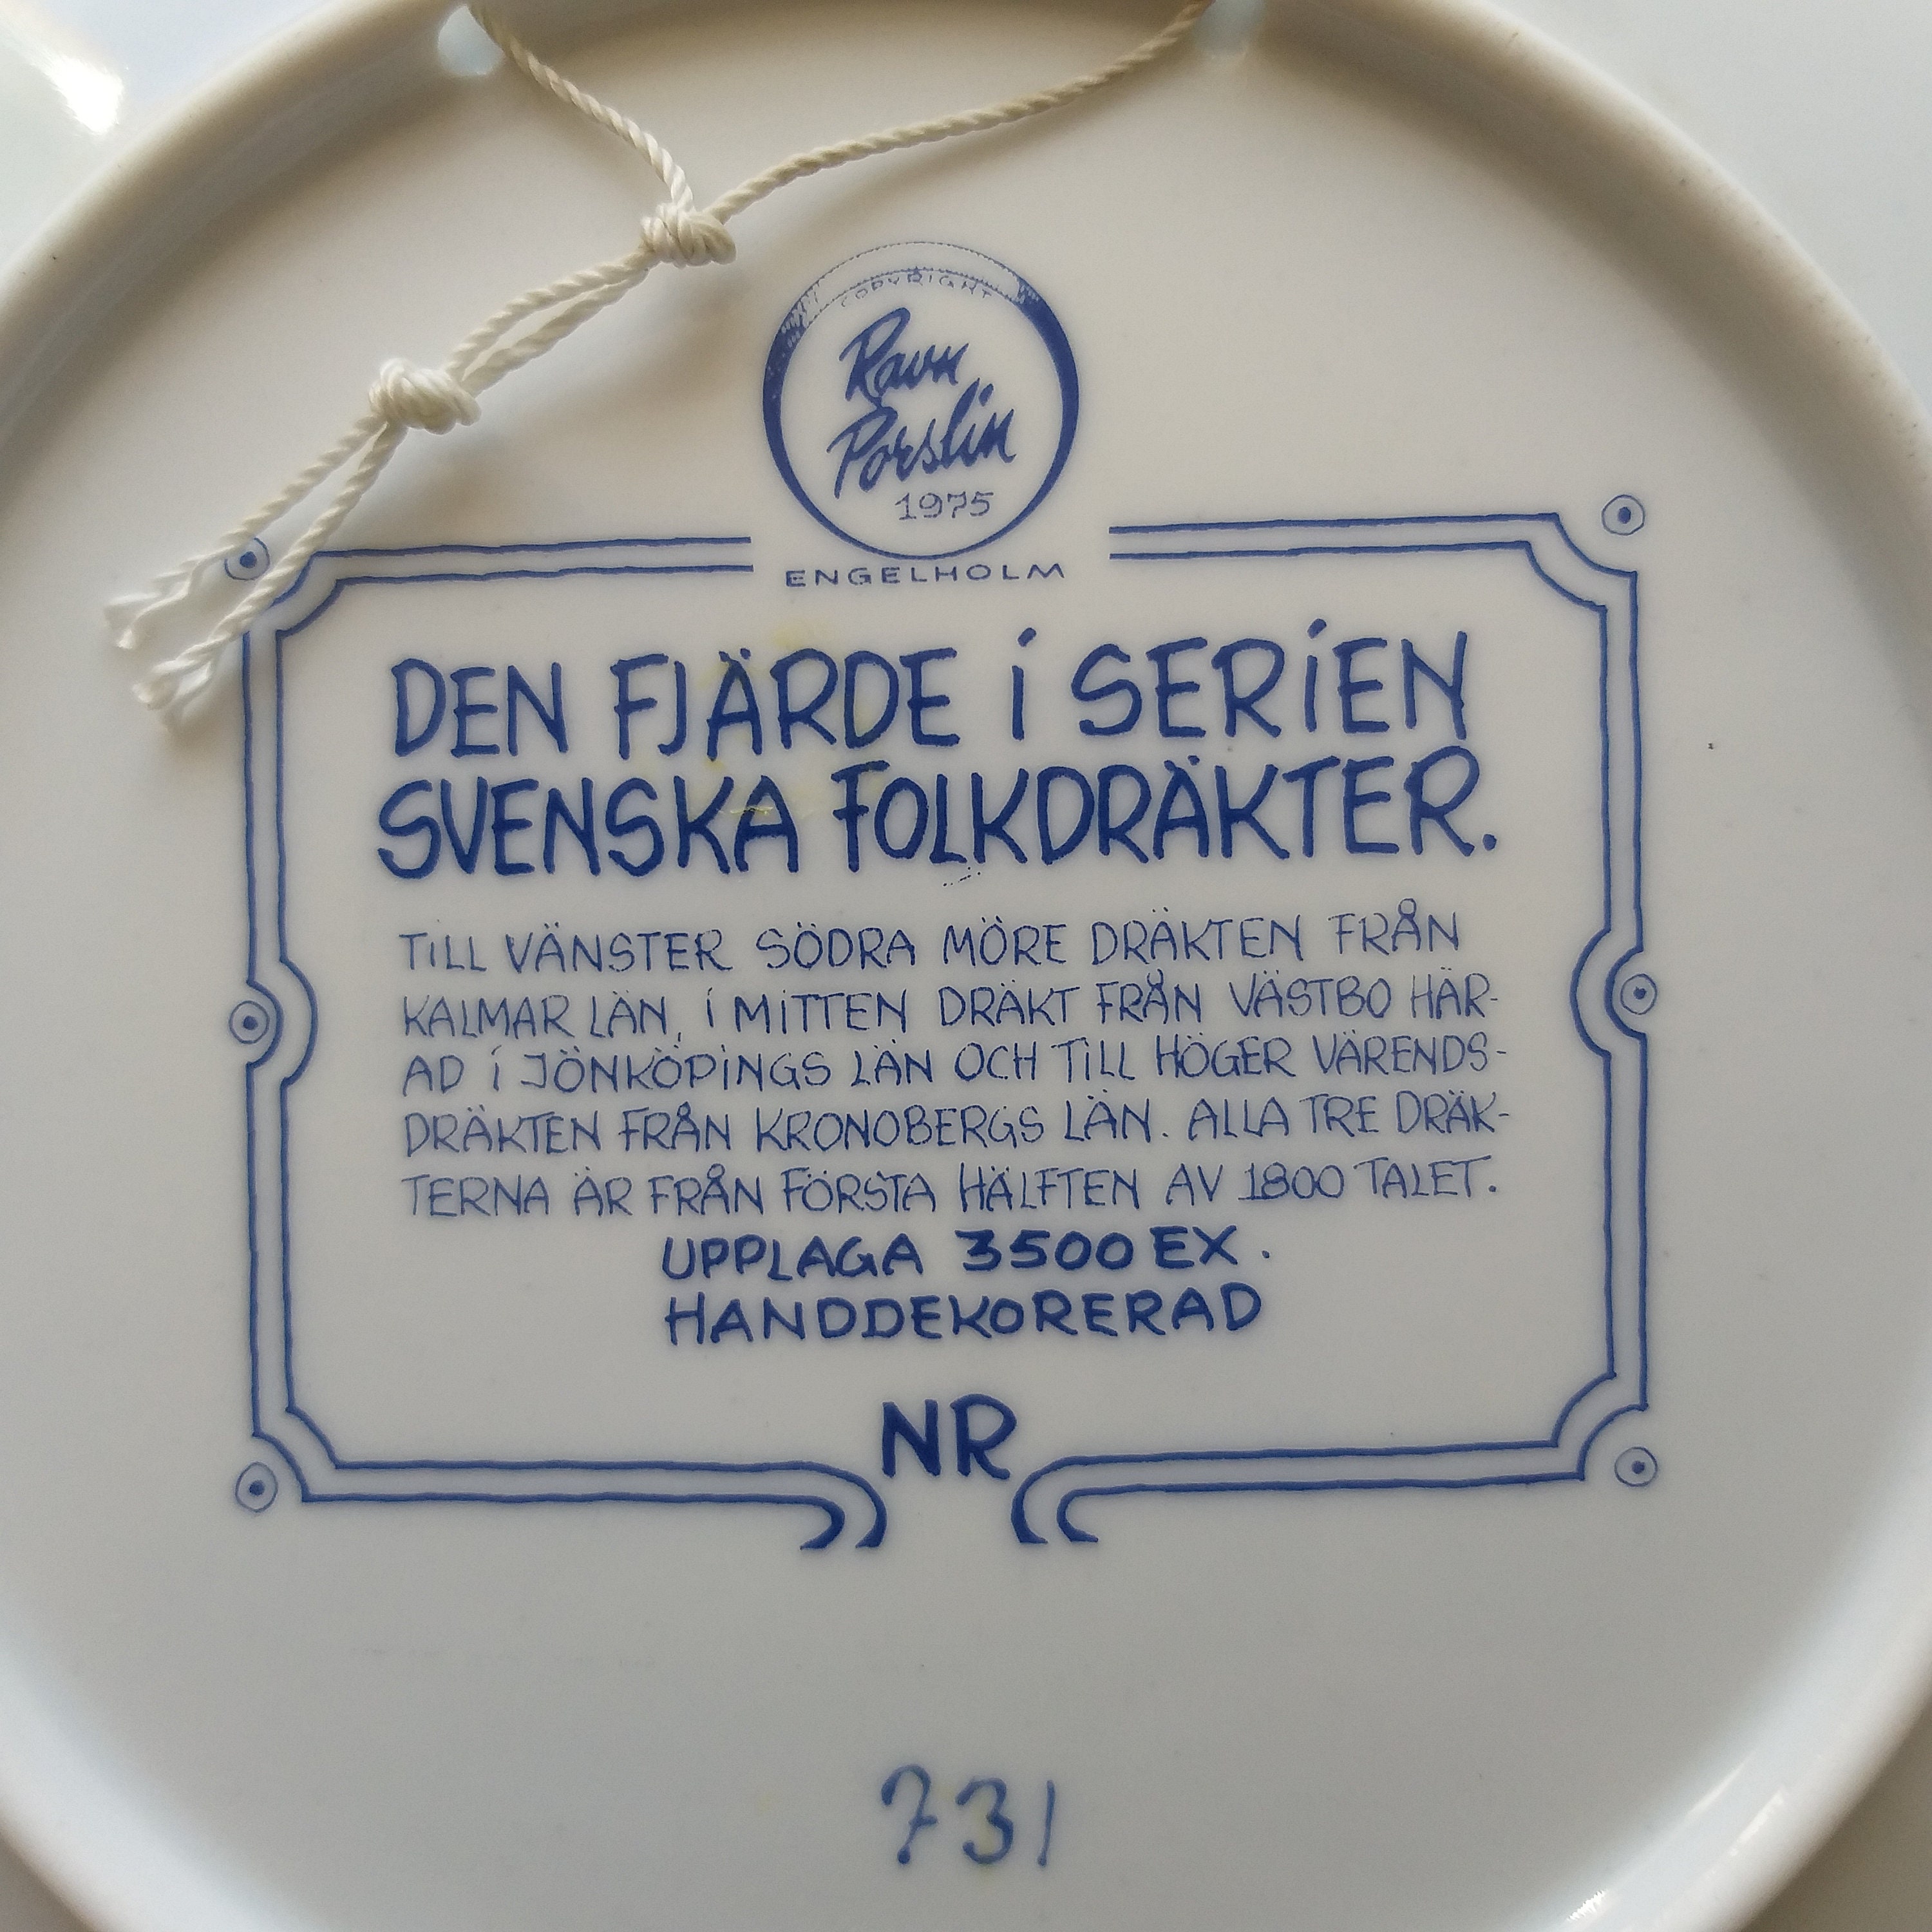 COPYRIGHT
Ravn
Porslin
1975
ENGELHOLM
DEN FJÄRDE I SERIEN
SVENSKA FOLKDRÄKTER.
TILL VÄNSTER SÖDRA MÖRE DRÄKTEN FRÅN
KALMAR LÄN, I MITTEN DRÄKT FRÅN VÄSTBO HÄR-
AD I JÖNKÖPINGS LÄN OCH TILL HÖGER VÄRENDS-
DRÄKTEN FRÅN KRONOBERGS LÄN. ALLA TRE DRÄK-
TERNA ÄR FRÅN FÖRSTA HÄLFTEN AV 1800 TALET.
UPPLAGA 3500 EX.
HANDDEKORERAD
NR
731